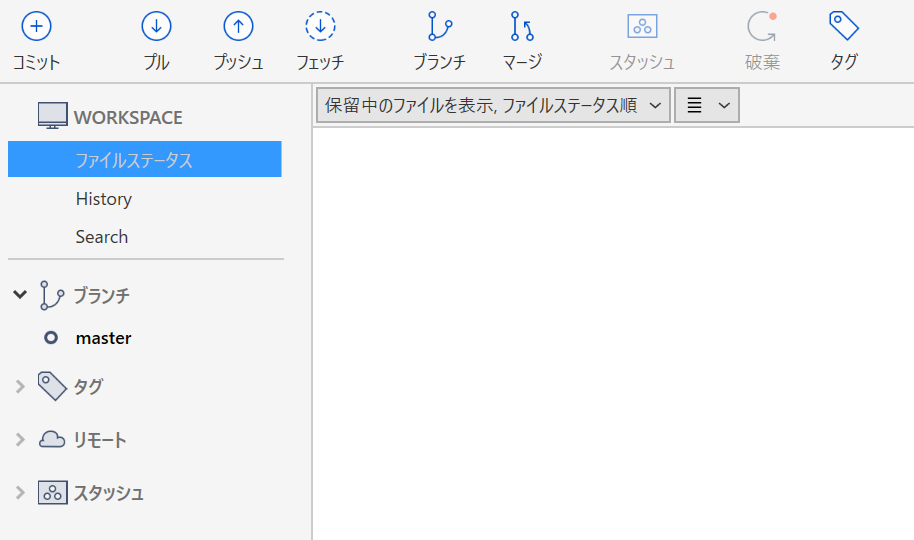 コミット プル プッシュ フェッチ ブランチ マージ スタッシュ 破棄 タグ
WORKSPACE
ファイルステータス
History
Search
ブランチ
master
タグ
リモート
スタッシュ
保留中のファイルを表示, ファイルステータス順